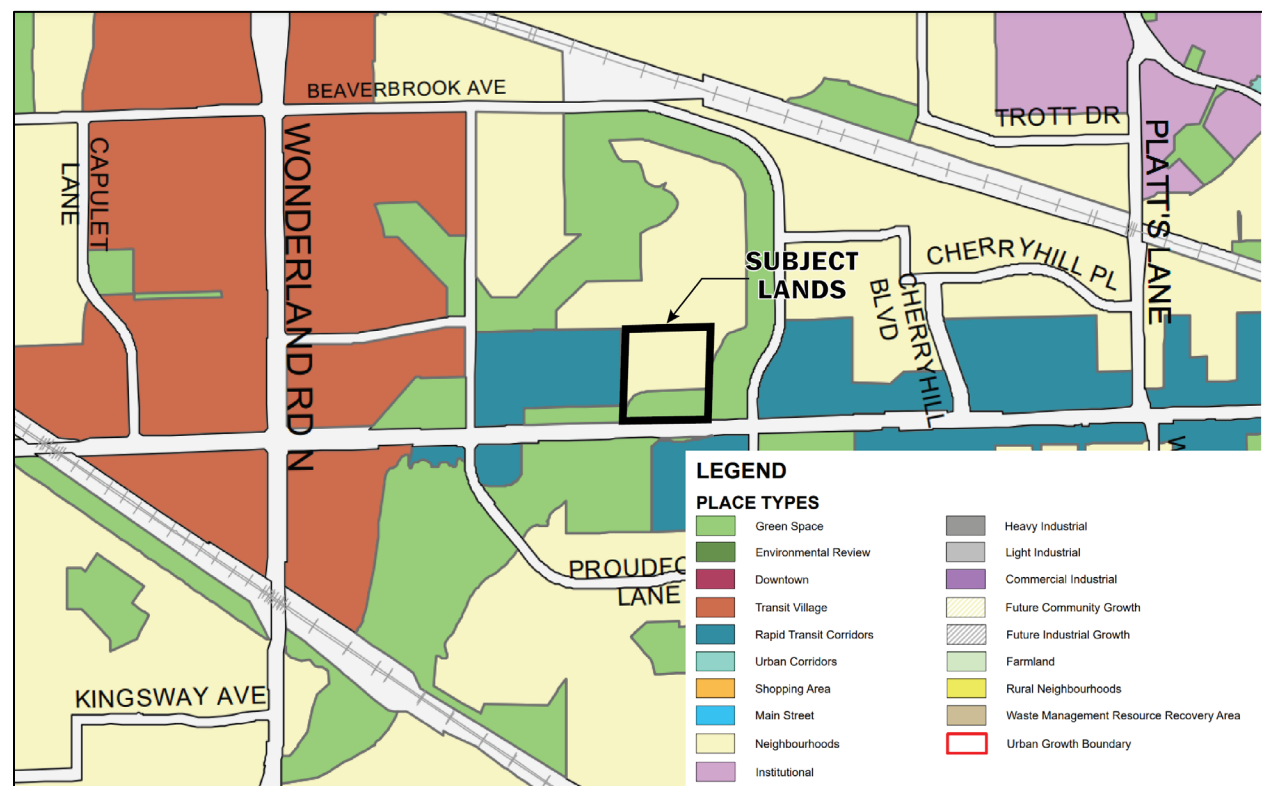 BEAVERBROOK AVE
TROTT DR
CAPULET
LANE
WONDERLAND RD N
PLATT'S LANE
SUBJECT
LANDS
CHERRYHILL PL
CHERRYHILL
BLVD
PROUDFO
LANE
KINGSWAY AVE
W
LEGEND
PLACE TYPES
Green Space
Environmental Review
Downtown
Transit Village
Rapid Transit Corridors
Urban Corridors
Shopping Area
Main Street
Neighbourhoods
Institutional
Heavy Industrial
Light Industrial
Commercial Industrial
Future Community Growth
Future Industrial Growth
Farmland
Rural Neighbourhoods
Waste Management Resource Recovery Area
Urban Growth Boundary